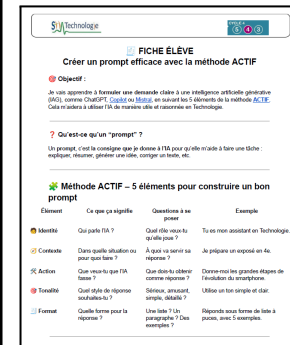 STI Technologie
CYCLE 4
5 4 3
FICHE ÉLÈVE
Créer un prompt efficace avec la méthode ACTIF
Objectif :
Je vais apprendre à formuler une demande claire à une intelligence artificielle générative
(IAG), comme ChatGPT, Copilot ou Mistral, en suivant les 5 éléments de la méthode ACTIF.
Cela m'aidera à utiliser l'IA de manière utile et raisonnée en Technologie.
? Qu'est-ce qu'un "prompt" ?
Un prompt, c'est la consigne que je donne à l'IA pour qu'elle m'aide à faire une tâche :
expliquer, résumer, générer une idée, corriger un texte, etc.
Méthode ACTIF – 5 éléments pour construire un bon
prompt
Élément Ce que ça signifie Questions à se poser Exemple
Identité Qui parle l'IA ? Quel rôle veux-tu qu'elle joue ? Tu es mon assistant en Technologie.
Contexte Dans quelle situation ou pour quoi faire ? À quoi va servir sa réponse ? Je prépare un exposé en 4e.
Action Que veux-tu que l'IA fasse ? Que dois-tu obtenir comme réponse ? Donne-moi les grandes étapes de l'évolution du smartphone.
Tonalité Quel style de réponse souhaites-tu ? Sérieux, amusant, simple, détaillé ? Utilise un ton simple et clair.
Format Quelle forme pour la réponse ? Une liste ? Un paragraphe ? Des exemples ? Réponds sous forme de liste à puces, avec 5 exemples.